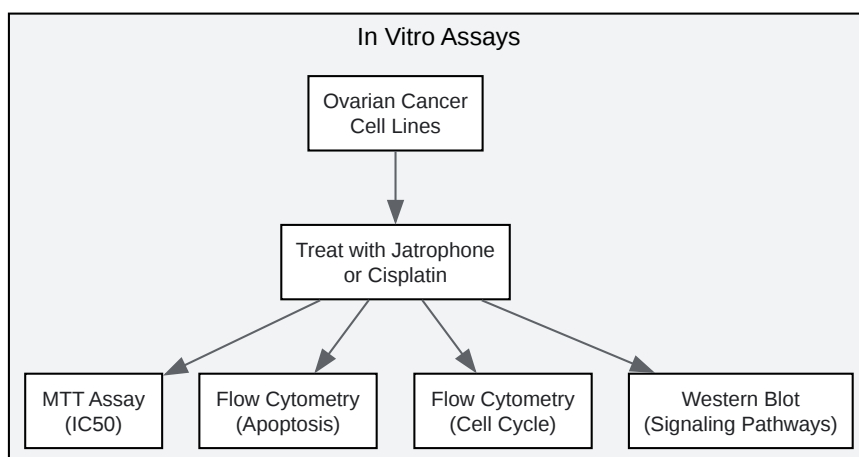 In Vitro Assays
Ovarian Cancer
Cell Lines
Treat with Jatrophone
or Cisplatin
MTT Assay
(IC50)
Flow Cytometry
(Apoptosis)
Flow Cytometry
(Cell Cycle)
Western Blot
(Signaling Pathways)